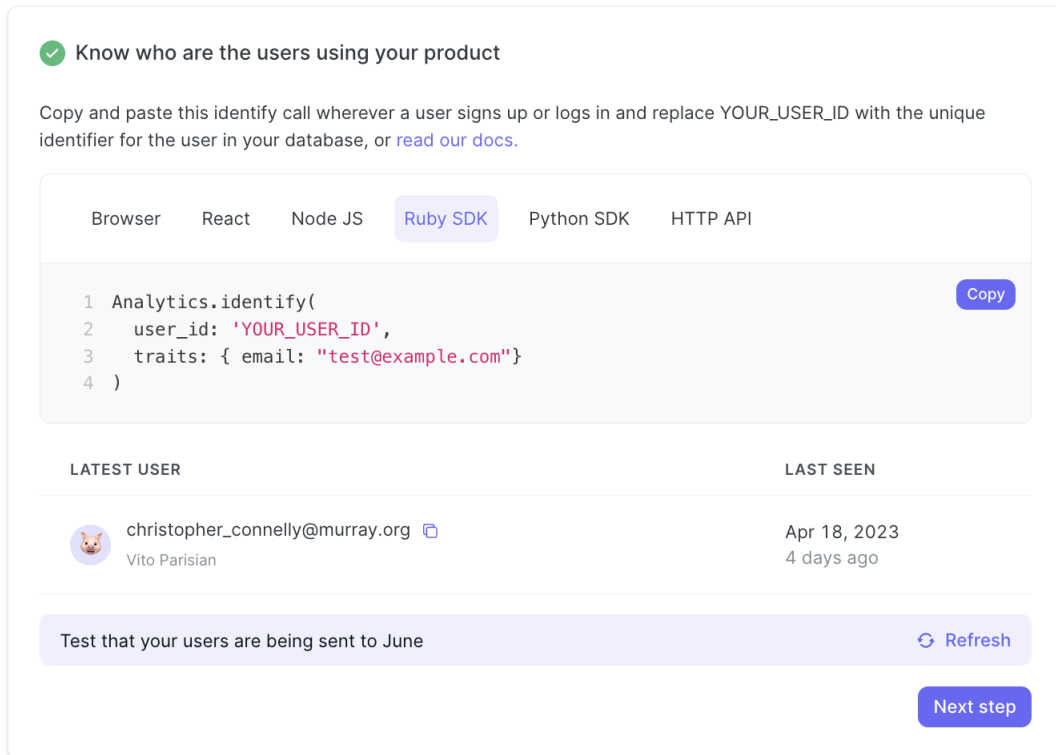 Know who are the users using your product
Copy and paste this identify call wherever a user signs up or logs in and replace YOUR_USER_ID with the unique
identifier for the user in your database, or read our docs.
Browser React Node JS Ruby SDK Python SDK HTTP API
Copy
1 Analytics.identify(
2   user_id: 'YOUR_USER_ID',
3   traits: { email: "test@example.com"}
4 )
LATEST USER LAST SEEN
christopher_connelly@murray.org Apr 18, 2023
Vito Parisian 4 days ago
Test that your users are being sent to June Refresh
Next step